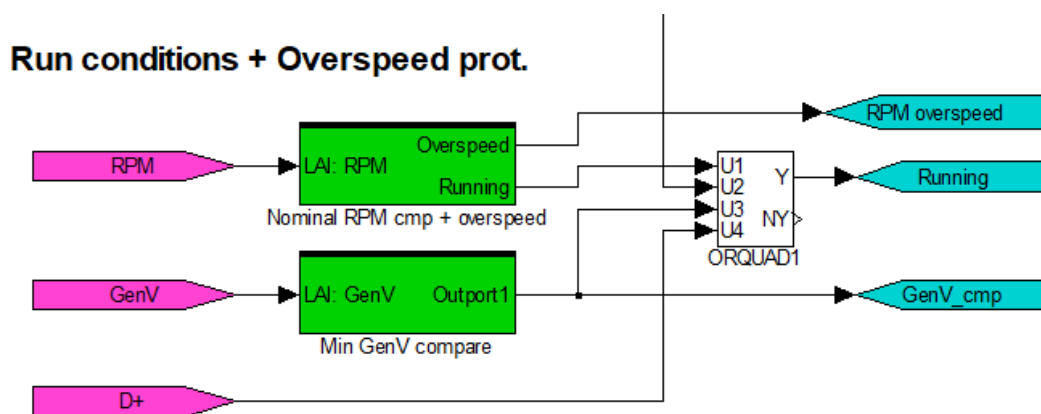 Run conditions + Overspeed prot.
RPM overspeed
Overspeed
RPM
LAI: RPM
U1
Y
Running
Running
U2
Nominal RPM cmp + overspeed
U3
NY
U4
ORQUAD1
GenV
LAI: GenV
Outport1
GenV_cmp
Min GenV compare
D+